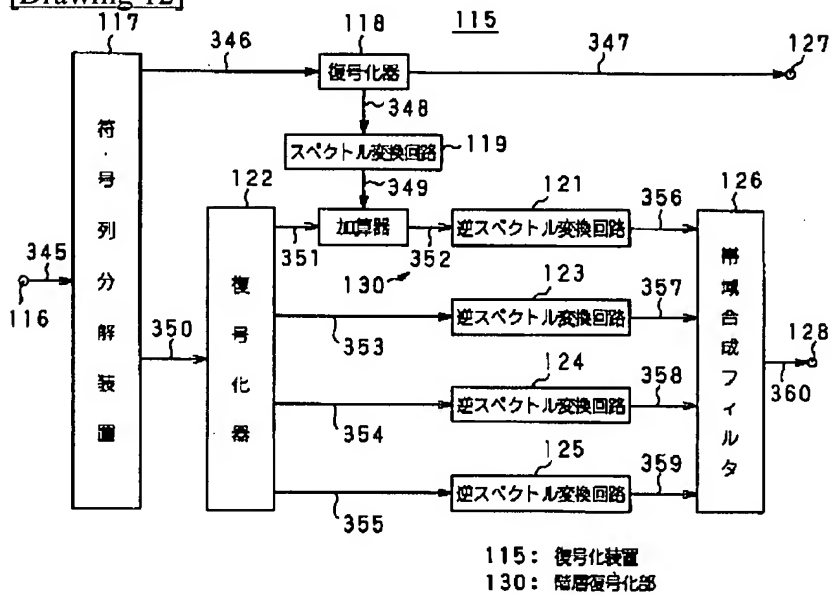 [Drawing 12]
117
346
118
115
347
127
復号化器
348
スペクトル変換回路
119
349
122
121
356
126
加算器
逆スペクトル変換回路
351
352
345
116
符号列分解装置
130
123
357
350
復号化器
逆スペクトル変換回路
353
帯域合成フィルタ
128
124
358
360
逆スペクトル変換回路
354
125
359
逆スペクトル変換回路
355
115: 復号化装置
130: 階層復号化部